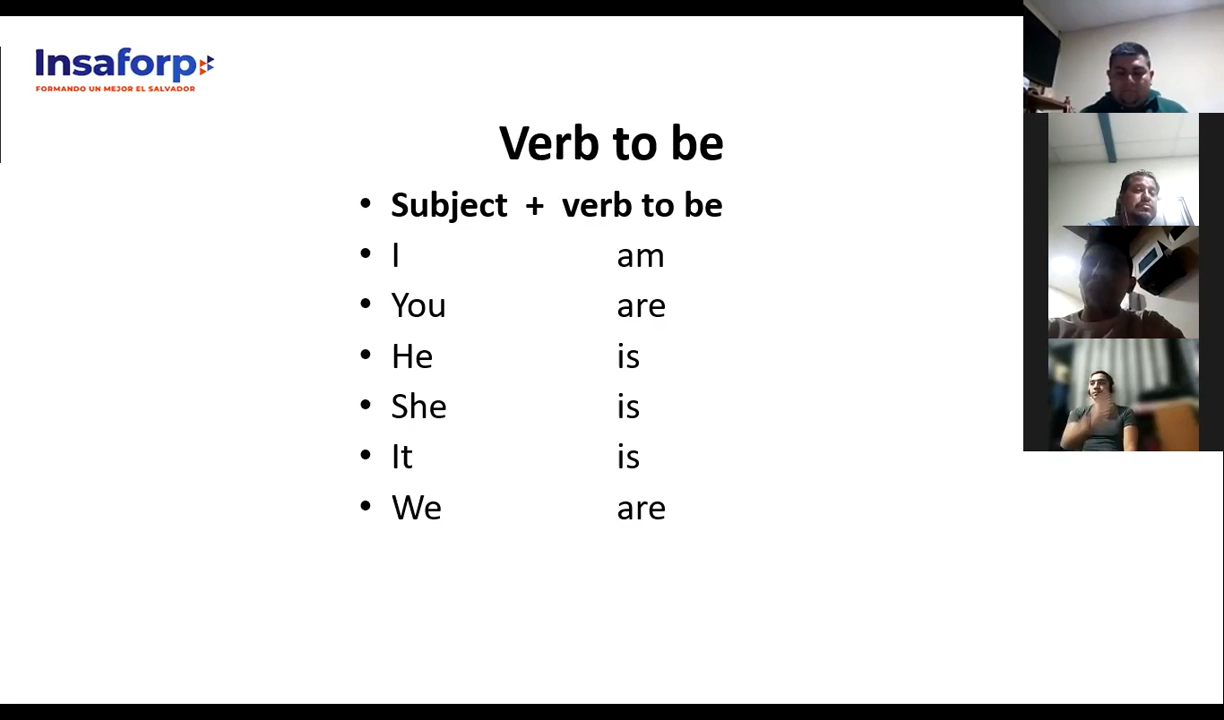 Insaforp
FORMANDO UN MEJOR EL SALVADOR
Verb to be
• Subject + verb to be
• I am
• You are
• He is
• She is
• It is
• We are